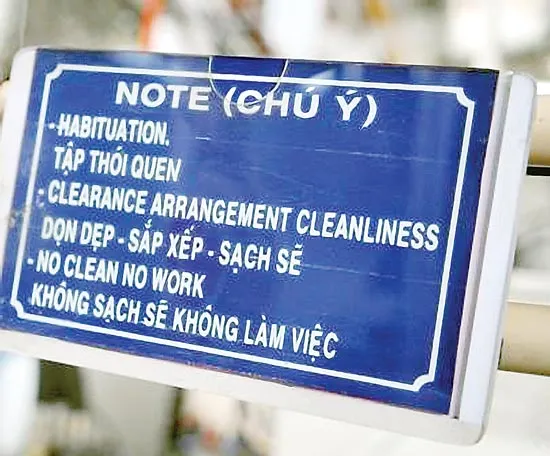 NOTE (CHÚ Ý)
- HABITUATION.
TẬP THÓI QUEN
- CLEARANCE ARRANGEMENT CLEANLINESS
DỌN DẸP - SẮP XẾP - SẠCH SẼ
- NO CLEAN NO WORK
KHÔNG SẠCH SẼ KHÔNG LÀM VIỆC